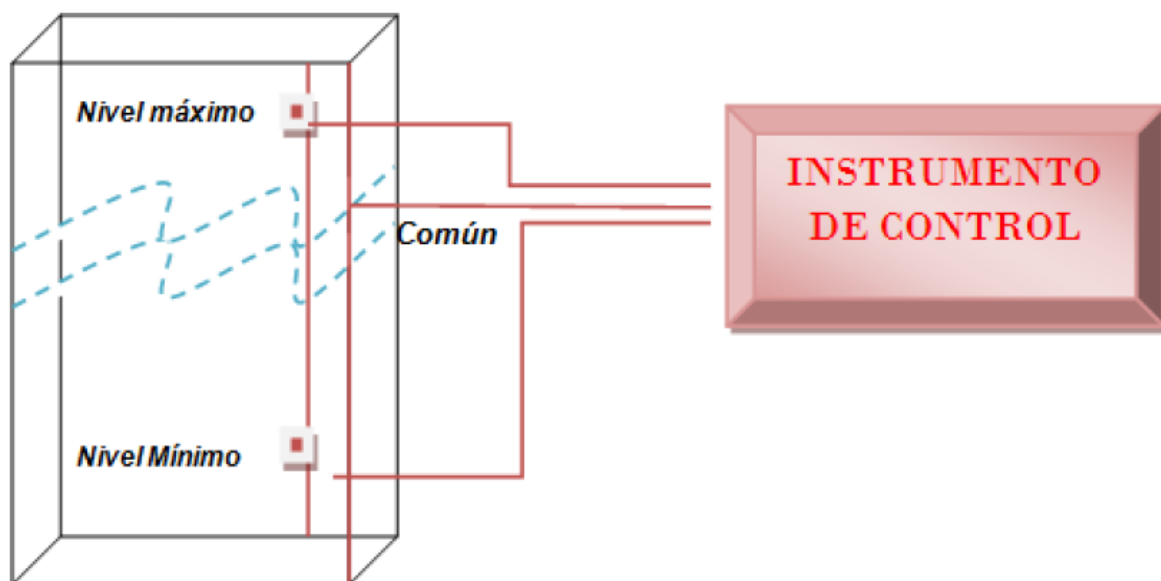 Nivel máximo
INSTRUMENTO
DE CONTROL
Común
Nivel Mínimo